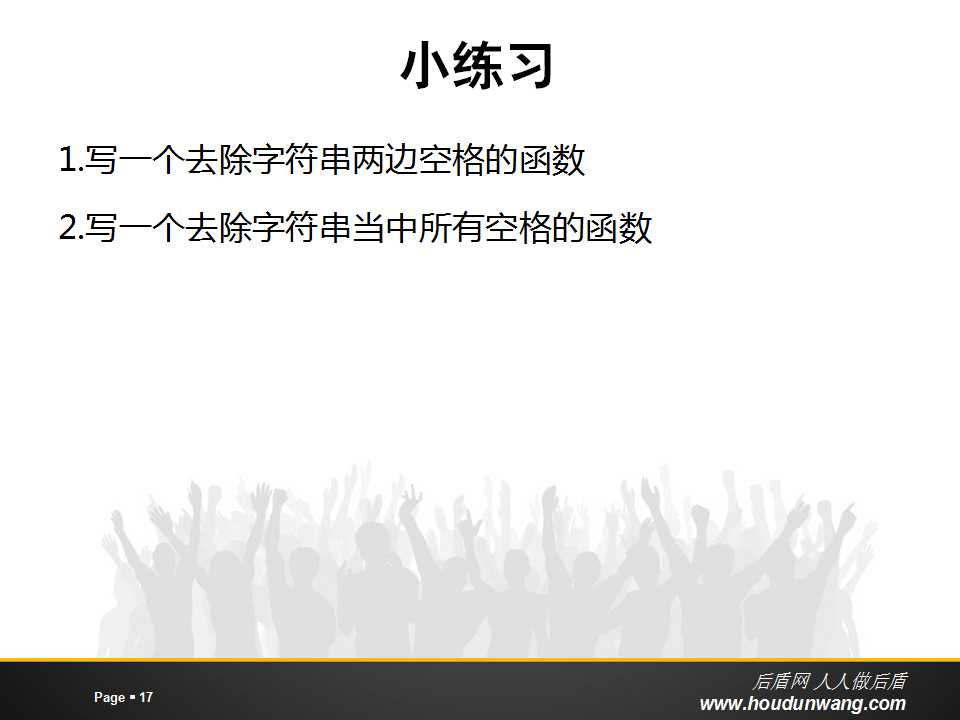 小练习
1.写一个去除字符串两边空格的函数
2.写一个去除字符串当中所有空格的函数
Page ▪ 17
后盾网 人人做后盾
www.houdunwang.com